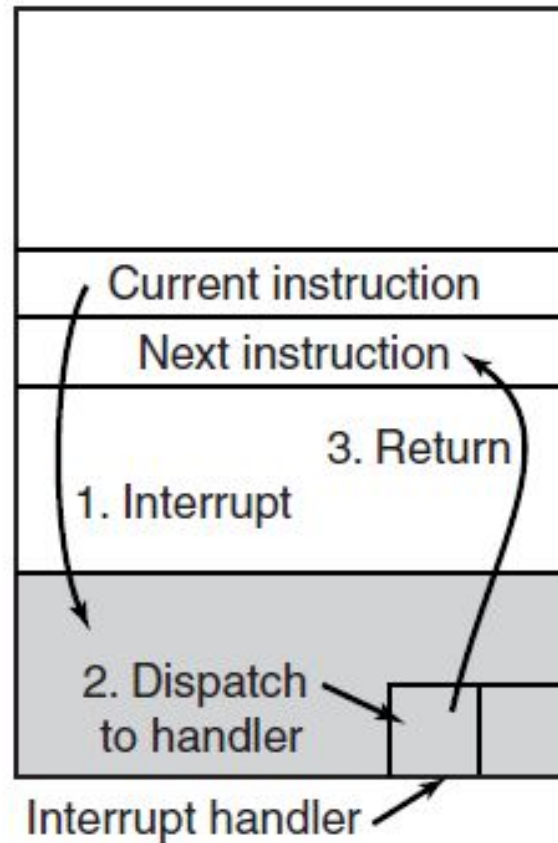 Current instruction
Next instruction
3. Return
1. Interrupt
2. Dispatch
to handler
Interrupt handler